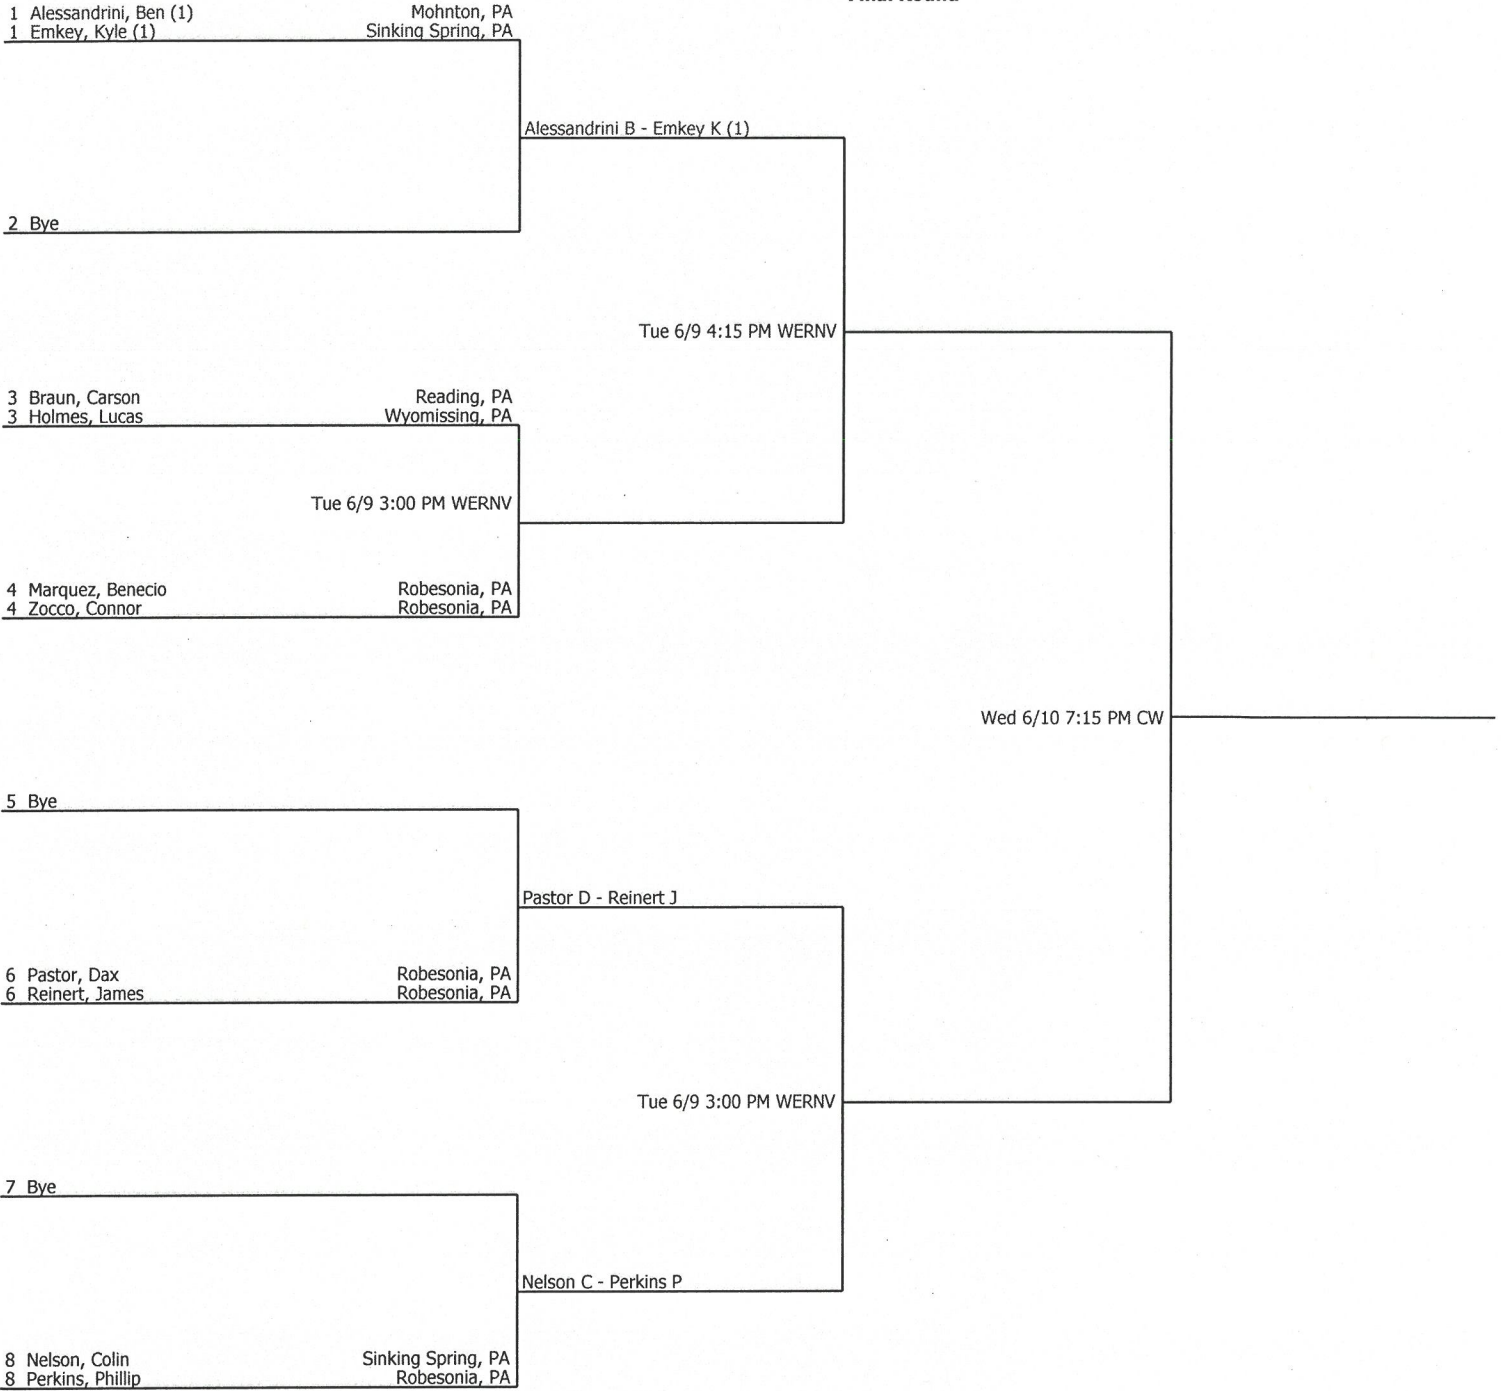 1 Alessandrini, Ben (1) Mohnton, PA
1 Emkey, Kyle (1) Sinking Spring, PA
Alessandrini B - Emkey K (1)
2 Bye
Tue 6/9 4:15 PM WERNV
3 Braun, Carson Reading, PA
3 Holmes, Lucas Wyomissing, PA
Tue 6/9 3:00 PM WERNV
4 Marquez, Benecio Robesonia, PA
4 Zocco, Connor Robesonia, PA
Wed 6/10 7:15 PM CW
5 Bye
Pastor D - Reinert J
6 Pastor, Dax Robesonia, PA
6 Reinert, James Robesonia, PA
Tue 6/9 3:00 PM WERNV
7 Bye
Nelson C - Perkins P
8 Nelson, Colin Sinking Spring, PA
8 Perkins, Phillip Robesonia, PA